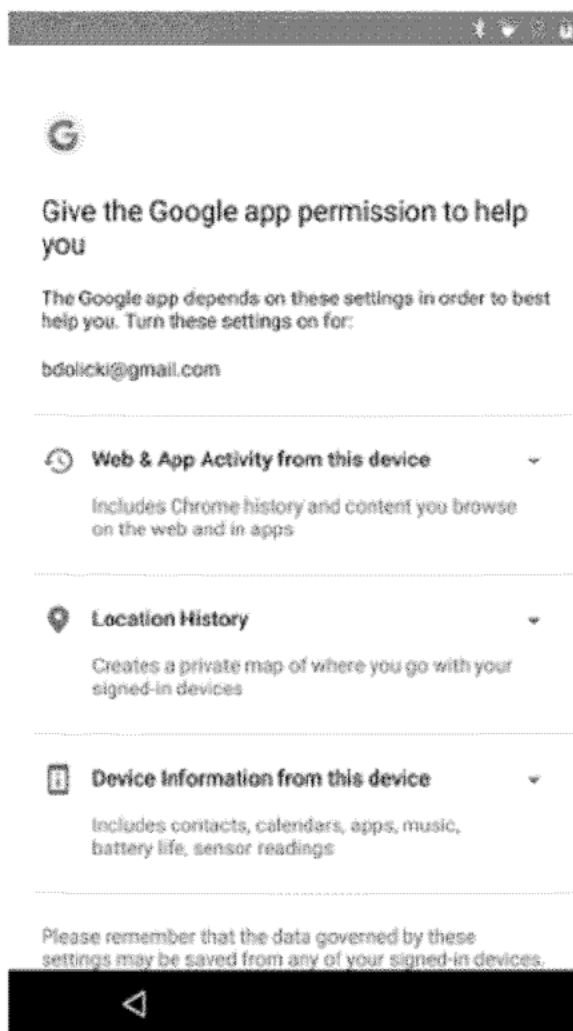 G
Give the Google app permission to help
you
The Google app depends on these settings in order to best
help you. Turn these settings on for:
bdolicki@gmail.com
Web & App Activity from this device
Includes Chrome history and content you browse
on the web and in apps
Location History
Creates a private map of where you go with your
signed-in devices
Device Information from this device
Includes contacts, calendars, apps, music,
battery life, sensor readings
Please remember that the data governed by these
settings may be saved from any of your signed-in devices.